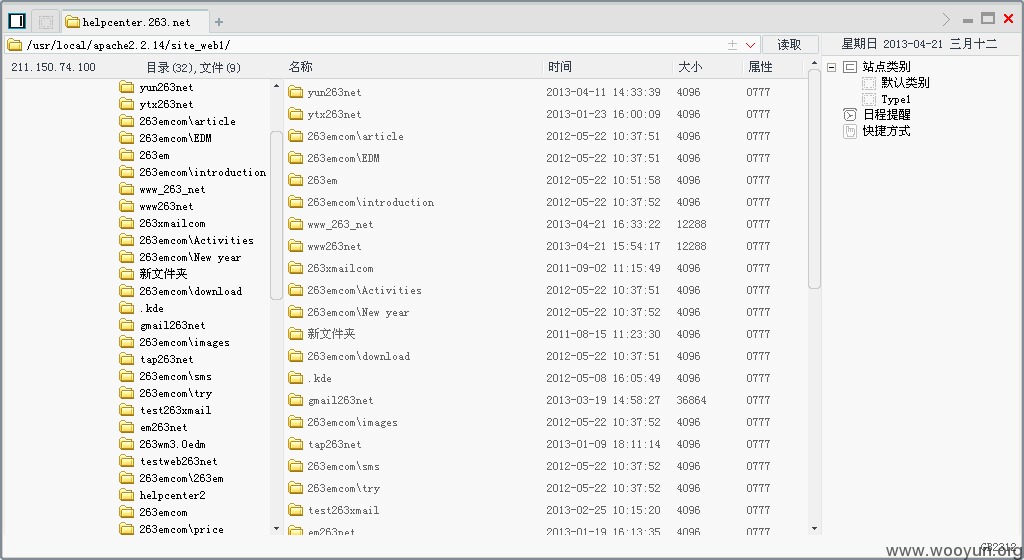 helpcenter.263.net
/usr/local/apache2.2.14/site_web1/
读取
星期日 2013-04-21 三月十二
211.150.74.100
目录(32),文件(9)
名称 时间 大小 属性
yun263net
ytx263net
263emcom\article
263emcom\EDM
263em
263emcom\introduction
www_263_net
www263net
263xmailcom
263emcom\Activities
263emcom\New year
新文件夹
263emcom\download
.kde
gmail263net
263emcom\images
tap263net
263emcom\sms
263emcom\try
test263xmail
em263net
263wm3.0edm
testweb263net
263emcom\263em
helpcenter2
263emcom
263emcom\price
yun263net 2013-04-11 14:33:39 4096 0777
ytx263net 2013-01-23 16:00:09 4096 0777
263emcom\article 2012-05-22 10:37:51 4096 0777
263emcom\EDM 2012-05-22 10:37:51 4096 0777
263em 2012-05-22 10:51:58 4096 0777
263emcom\introduction 2012-05-22 10:37:52 4096 0777
www_263_net 2013-04-21 16:33:22 12288 0777
www263net 2013-04-21 15:54:17 12288 0777
263xmailcom 2011-09-02 11:15:49 4096 0777
263emcom\Activities 2012-05-22 10:37:51 4096 0777
263emcom\New year 2012-05-22 10:37:52 4096 0777
新文件夹 2011-08-15 11:23:30 4096 0777
263emcom\download 2012-05-22 10:37:51 4096 0777
.kde 2012-05-08 16:05:49 4096 0777
gmail263net 2013-03-19 14:58:27 36864 0777
263emcom\images 2012-05-22 10:37:52 4096 0777
tap263net 2013-01-09 18:11:14 4096 0777
263emcom\sms 2012-05-22 10:37:52 4096 0777
263emcom\try 2012-05-22 10:37:52 4096 0777
test263xmail 2013-02-25 10:15:20 4096 0777
em263net 2013-01-19 16:13:35 4096 0777
站点类别
默认类别
Type1
日程提醒
快捷方式
GB2312
www.wooyun.org